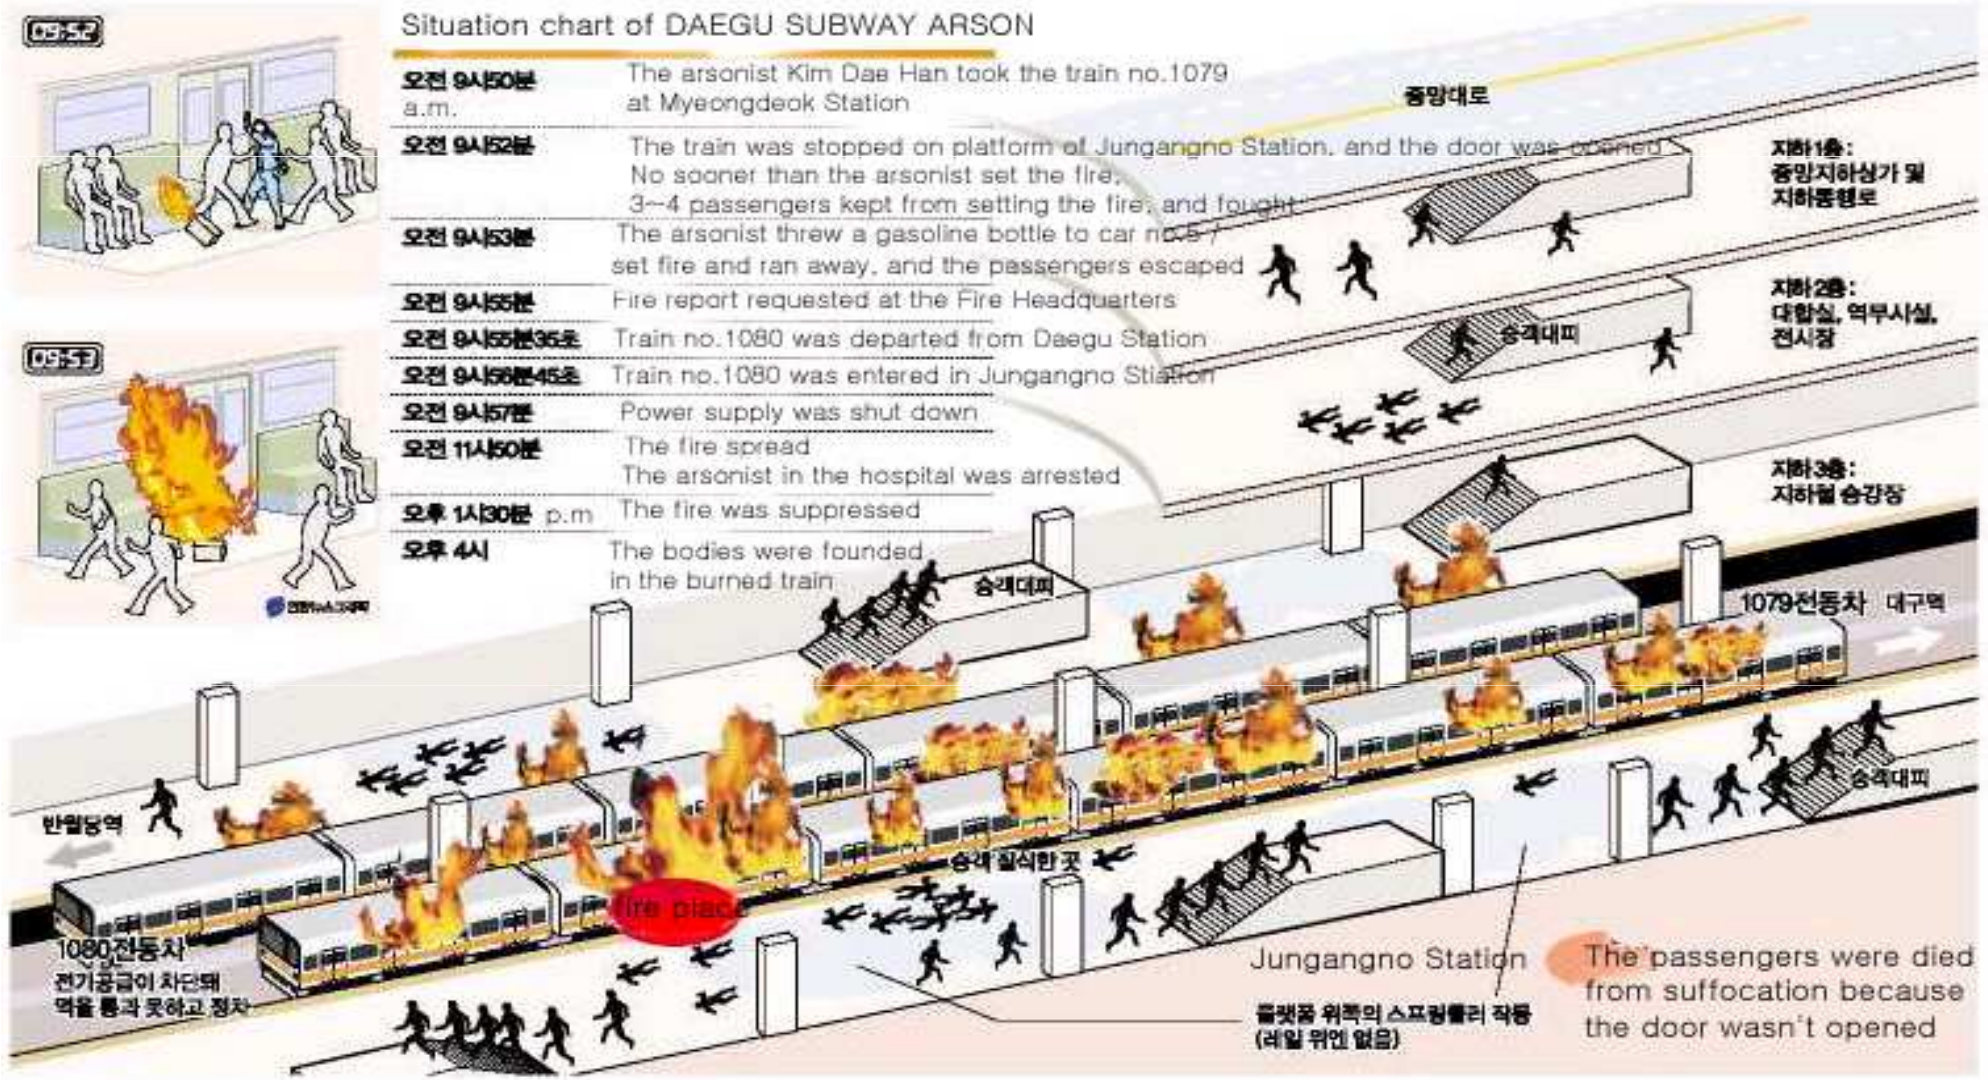 09:52
Situation chart of DAEGU SUBWAY ARSON
오전 9시50분
a.m.
The arsonist Kim Dae Han took the train no.1079
at Myeongdeok Station
오전 9시52분
The train was stopped on platform of Jungangno Station, and the door was opened
No sooner than the arsonist set the fire,
3~4 passengers kept from setting the fire, and fought
오전 9시53분
The arsonist threw a gasoline bottle to car no.5 /
set fire and ran away, and the passengers escaped
오전 9시55분
Fire report requested at the Fire Headquarters
오전 9시55분35초
Train no.1080 was departed from Daegu Station
오전 9시56분45초
Train no.1080 was entered in Jungangno Stiation
오전 9시57분
Power supply was shut down
오전 11시50분
The fire spread
The arsonist in the hospital was arrested
오후 1시30분 p.m
The fire was suppressed
오후 4시
The bodies were founded
in the burned train
09:53
중앙대로
지하1층:
중앙지하상가 및
지하통행로
지하2층:
대합실, 역무시설,
전시장
승객대피
지하3층:
지하철 승강장
승객대피
1079전동차 대구역
승객대피
반월당역
승객 질식한 곳
fire place
1080전동차
전기공급이 차단돼
역을 통과 못하고 정차
Jungangno Station
플랫폼 위쪽의 스프링클러 작동
(레일 위엔 없음)
The passengers were died
from suffocation because
the door wasn't opened